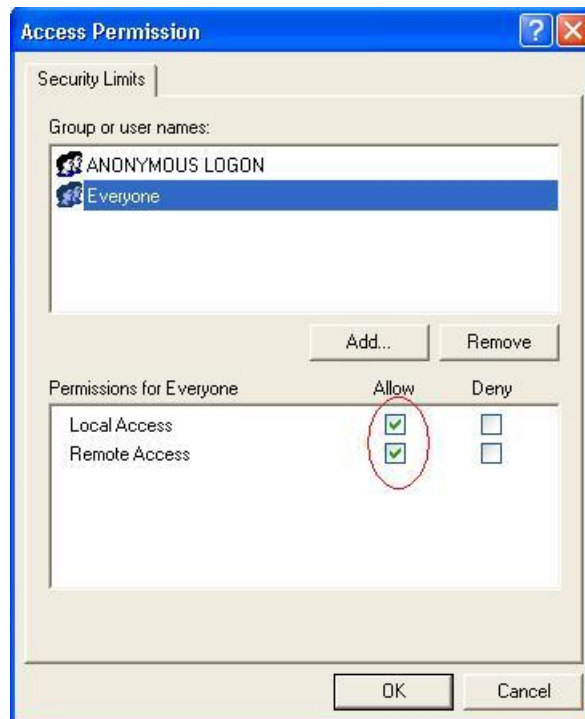 Access Permission
Security Limits
Group or user names:
ANONYMOUS LOGON
Everyone
Add... Remove
Permissions for Everyone Allow Deny
Local Access
Remote Access
OK Cancel